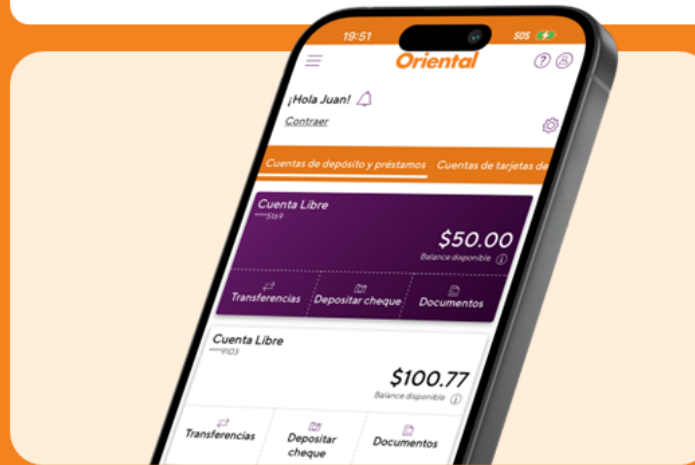 19:51 SOS
Oriental
¡Hola Juan!
Contraer
Cuentas de depósito y préstamos Cuentas de tarjetas de
Cuenta Libre
****5169
$50.00
Balance disponible
Transferencias Depositar cheque Documentos
Cuenta Libre
****9103
$100.77
Balance disponible
Transferencias Depositar cheque Documentos